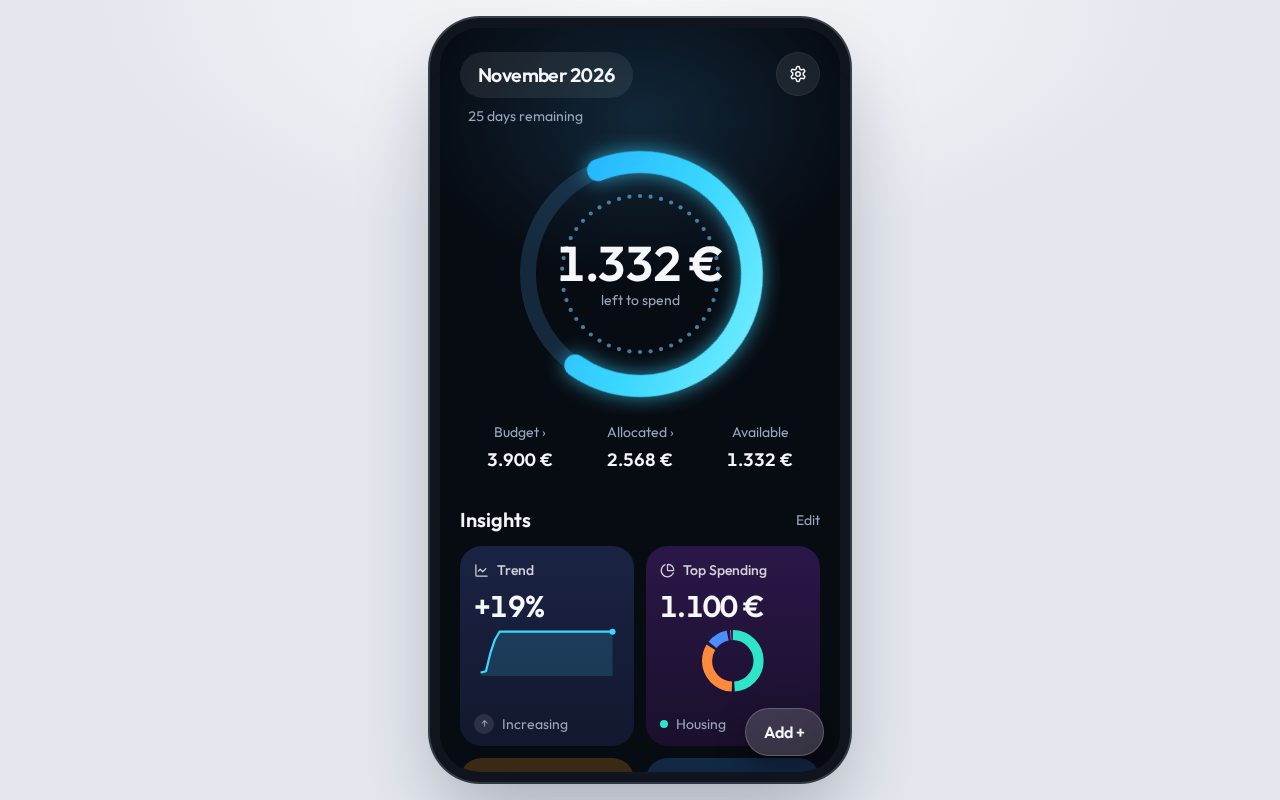 November 2026
25 days remaining
1.332 €
left to spend
Budget ›
Allocated ›
Available
3.900 €
2.568 €
1.332 €
Insights
Edit
Trend
+19%
Increasing
Top Spending
1.100 €
Housing
Add +